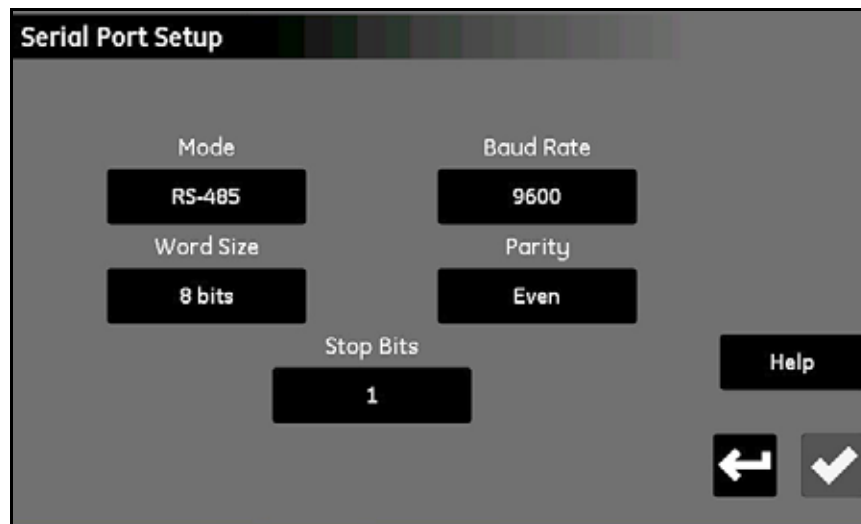 Serial Port Setup
Mode
Baud Rate
RS-485
9600
Word Size
Parity
8 bits
Even
Stop Bits
1
Help